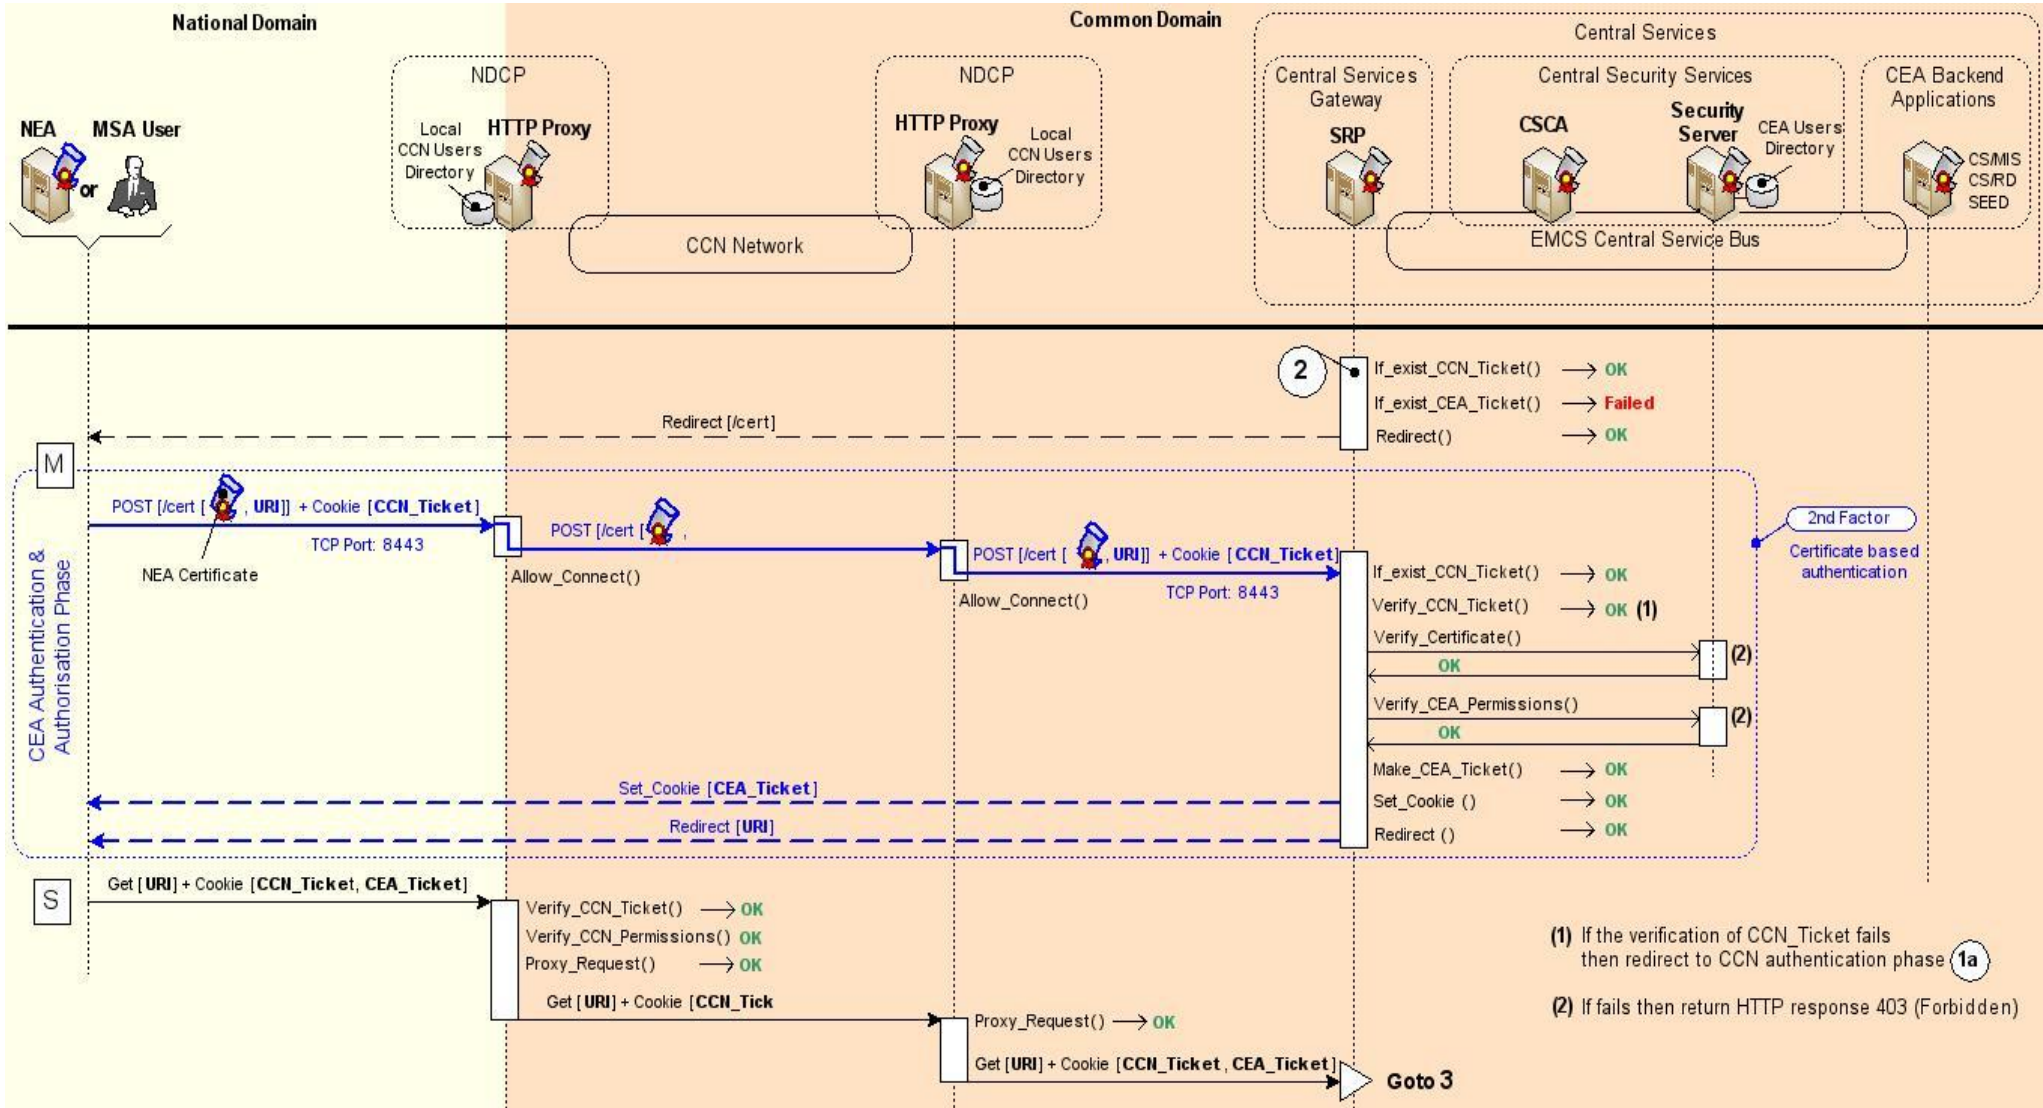 National Domain
Common Domain
Central Services
NDCP
NDCP
Central Services
Gateway
Central Security Services
CEA Backend
Applications
NEA
or
MSA User
Local
CCN Users
Directory
HTTP Proxy
HTTP Proxy
Local
CCN Users
Directory
SRP
CSCA
Security
Server
CEA Users
Directory
CS/MIS
CS/RD
SEED
CCN Network
EMCS Central Service Bus
2
If_exist_CCN_Ticket() OK
If_exist_CEA_Ticket() Failed
Redirect() OK
Redirect [/cert]
M
CEA Authentication &
Authorisation Phase
POST [/cert [ , URI]] + Cookie [CCN_Ticket]
TCP Port: 8443
NEA Certificate
POST [/cert [ ,
Allow_Connect()
POST [/cert [ , URI]] + Cookie [CCN_Ticket]
TCP Port: 8443
Allow_Connect()
2nd Factor
Certificate based
authentication
If_exist_CCN_Ticket() OK
Verify_CCN_Ticket() OK (1)
Verify_Certificate()
OK
(2)
Verify_CEA_Permissions()
OK
(2)
Make_CEA_Ticket() OK
Set_Cookie () OK
Redirect () OK
Set_Cookie [CEA_Ticket]
Redirect [URI]
S
Get [URI] + Cookie [CCN_Ticket, CEA_Ticket]
Verify_CCN_Ticket() OK
Verify_CCN_Permissions() OK
Proxy_Request() OK
Get [URI] + Cookie [CCN_Tick
Proxy_Request() OK
Get [URI] + Cookie [CCN_Ticket, CEA_Ticket]
Goto 3
(1) If the verification of CCN_Ticket fails
then redirect to CCN authentication phase 1a
(2) If fails then return HTTP response 403 (Forbidden)